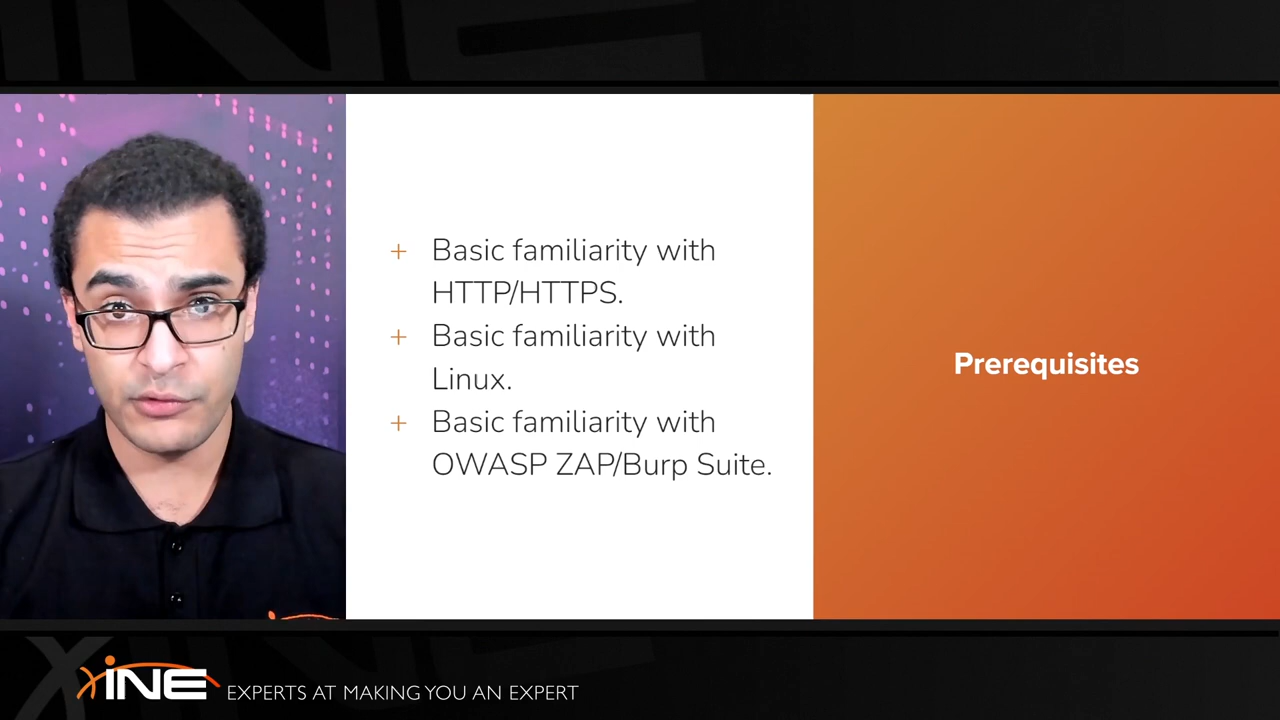 + Basic familiarity with
HTTP/HTTPS.
+ Basic familiarity with
Linux.
+ Basic familiarity with
OWASP ZAP/Burp Suite.
Prerequisites
INE EXPERTS AT MAKING YOU AN EXPERT